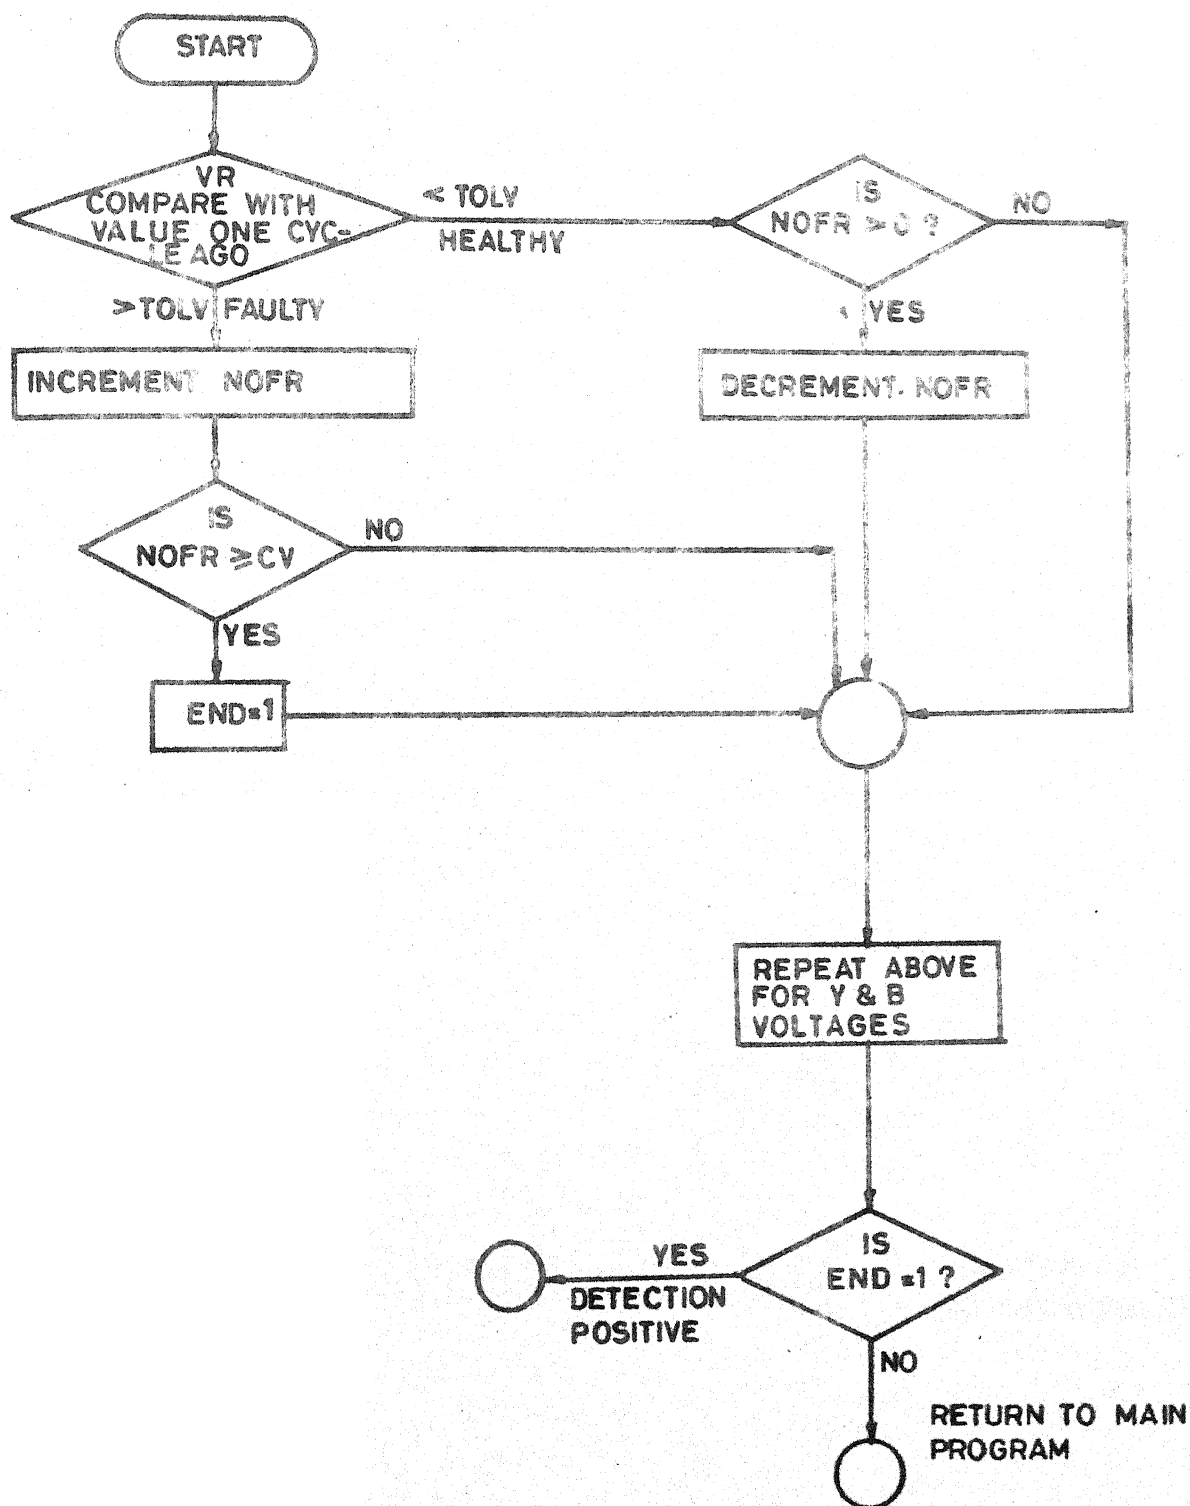 START
VR
COMPARE WITH
VALUE ONE CYC-
LE AGO
< TOLV
HEALTHY
IS
NOFR > 0 ?
NO
> TOLV FAULTY
YES
INCREMENT NOFR
DECREMENT. NOFR
IS
NOFR ≥ CV
NO
YES
END=1
REPEAT ABOVE
FOR Y & B
VOLTAGES
IS
END =1 ?
YES
DETECTION
POSITIVE
NO
RETURN TO MAIN
PROGRAM